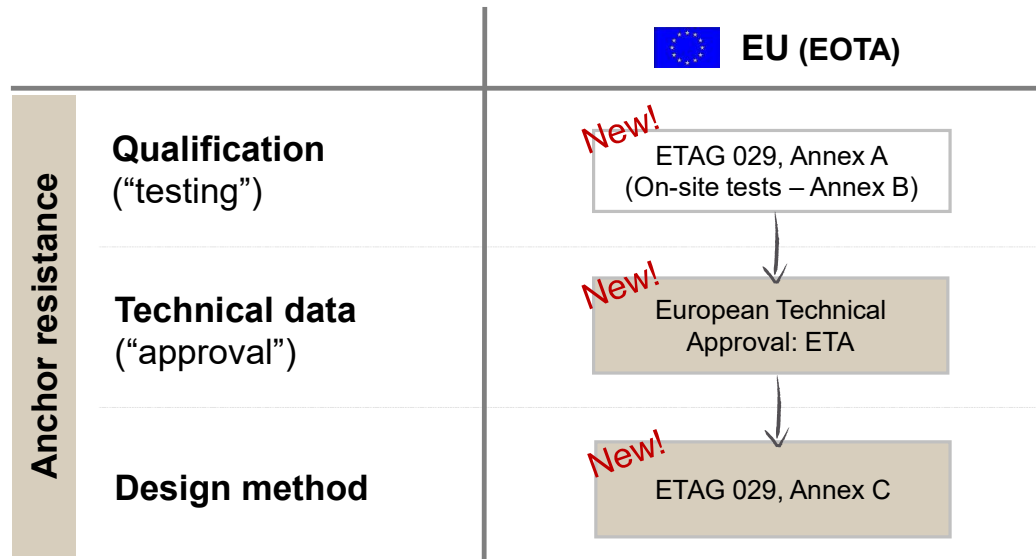 EU (EOTA)
Anchor resistance
Qualification
(“testing”)
New!
ETAG 029, Annex A
(On-site tests – Annex B)
Technical data
(“approval”)
New!
European Technical
Approval: ETA
Design method
New!
ETAG 029, Annex C